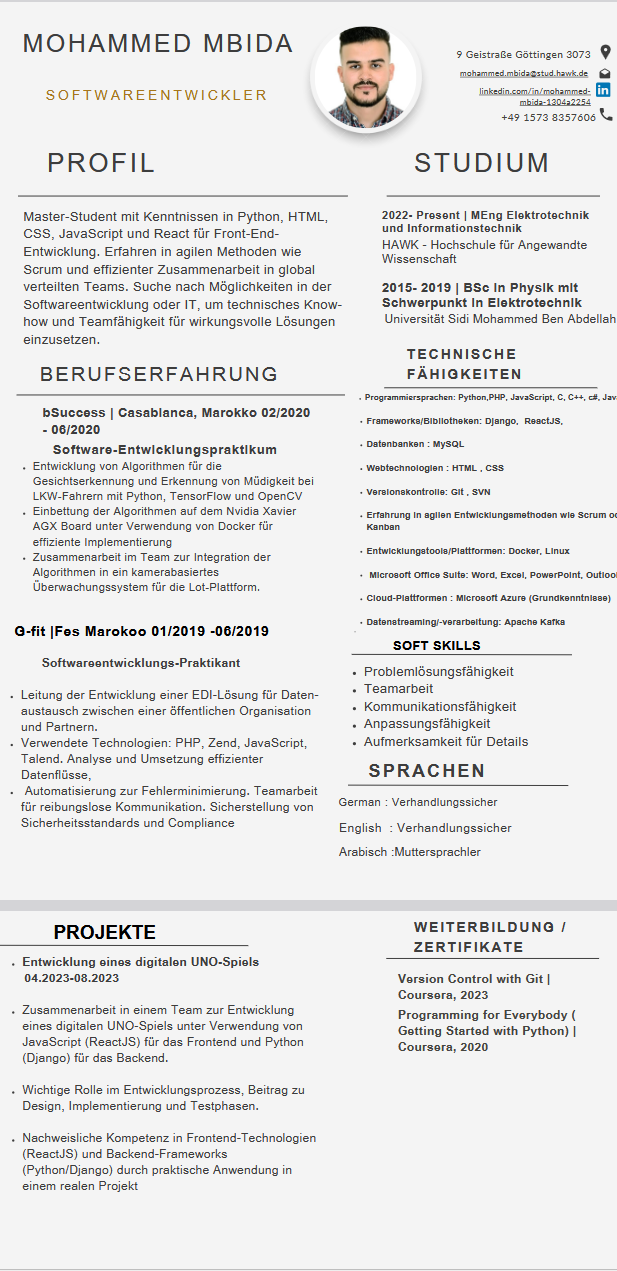 MOHAMMED MBIDA
SOFTWAREENTWICKLER
9 Geistraße Göttingen 3073
mohammed.mbida@stud.hawk.de
linkedin.com/in/mohammed-
mbida-1304a2254
+49 1573 8357606
PROFIL
Master-Student mit Kenntnissen in Python, HTML,
CSS, JavaScript und React für Front-End-
Entwicklung. Erfahren in agilen Methoden wie
Scrum und effizienter Zusammenarbeit in global
verteilten Teams. Suche nach Möglichkeiten in der
Softwareentwicklung oder IT, um technisches Know-
how und Teamfähigkeit für wirkungsvolle Lösungen
einzusetzen.
BERUFSERFAHRUNG
bSuccess | Casablanca, Marokko 02/2020
- 06/2020
Software-Entwicklungspraktikum
• Entwicklung von Algorithmen für die
Gesichtserkennung und Erkennung von Müdigkeit bei
LKW-Fahrern mit Python, TensorFlow und OpenCV
• Einbettung der Algorithmen auf dem Nvidia Xavier
AGX Board unter Verwendung von Docker für
effiziente Implementierung
• Zusammenarbeit im Team zur Integration der
Algorithmen in ein kamerabasiertes
Überwachungssystem für die Lot-Plattform.
G-fit |Fes Marokoo 01/2019 -06/2019
Softwareentwicklungs-Praktikant
• Leitung der Entwicklung einer EDI-Lösung für Daten-
austausch zwischen einer öffentlichen Organisation
und Partnern.
• Verwendete Technologien: PHP, Zend, JavaScript,
Talend. Analyse und Umsetzung effizienter
Datenflüsse,
• Automatisierung zur Fehlerminimierung. Teamarbeit
für reibungslose Kommunikation. Sicherstellung von
Sicherheitsstandards und Compliance
STUDIUM
2022- Present | MEng Elektrotechnik
und Informationstechnik
HAWK - Hochschule für Angewandte
Wissenschaft
2015- 2019 | BSc in Physik mit
Schwerpunkt in Elektrotechnik
Universität Sidi Mohammed Ben Abdellah
TECHNISCHE
FÄHIGKEITEN
• Programmiersprachen: Python,PHP, JavaScript, C, C++, c#, Jav
• Frameworks/Bibliotheken: Django, ReactJS,
• Datenbanken : MySQL
• Webtechnologien : HTML , CSS
• Versionskontrolle: Git , SVN
• Erfahrung in agilen Entwicklungsmethoden wie Scrum od
Kanban
• Entwicklungstools/Plattformen: Docker, Linux
• Microsoft Office Suite: Word, Excel, PowerPoint, Outloo
• Cloud-Plattformen : Microsoft Azure (Grundkenntnisse)
• Datenstreaming/-verarbeitung: Apache Kafka
SOFT SKILLS
• Problemlösungsfähigkeit
• Teamarbeit
• Kommunikationsfähigkeit
• Anpassungsfähigkeit
• Aufmerksamkeit für Details
SPRACHEN
German : Verhandlungssicher
English : Verhandlungssicher
Arabisch :Muttersprachler
PROJEKTE
• Entwicklung eines digitalen UNO-Spiels
04.2023-08.2023
• Zusammenarbeit in einem Team zur Entwicklung
eines digitalen UNO-Spiels unter Verwendung von
JavaScript (ReactJS) für das Frontend und Python
(Django) für das Backend.
• Wichtige Rolle im Entwicklungsprozess, Beitrag zu
Design, Implementierung und Testphasen.
• Nachweisliche Kompetenz in Frontend-Technologien
(ReactJS) und Backend-Frameworks
(Python/Django) durch praktische Anwendung in
einem realen Projekt
WEITERBILDUNG /
ZERTIFIKATE
Version Control with Git |
Coursera, 2023
Programming for Everybody (
Getting Started with Python) |
Coursera, 2020